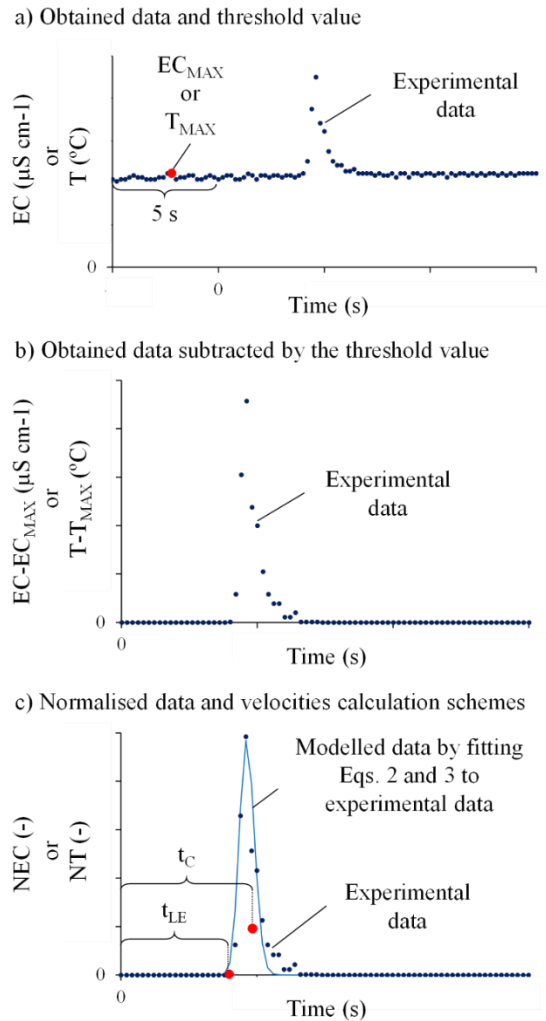 a) Obtained data and threshold value
EC (µS cm-1)
or
T (ºC)
EC_MAX
or
T_MAX
Experimental
data
5 s
0
0
Time (s)
b) Obtained data subtracted by the threshold value
EC-EC_MAX (µS cm-1)
or
T-T_MAX (ºC)
Experimental
data
0
0
Time (s)
c) Normalised data and velocities calculation schemes
NEC (-)
or
NT (-)
Modelled data by fitting
Eqs. 2 and 3 to
experimental data
t_C
t_LE
Experimental
data
0
0
Time (s)